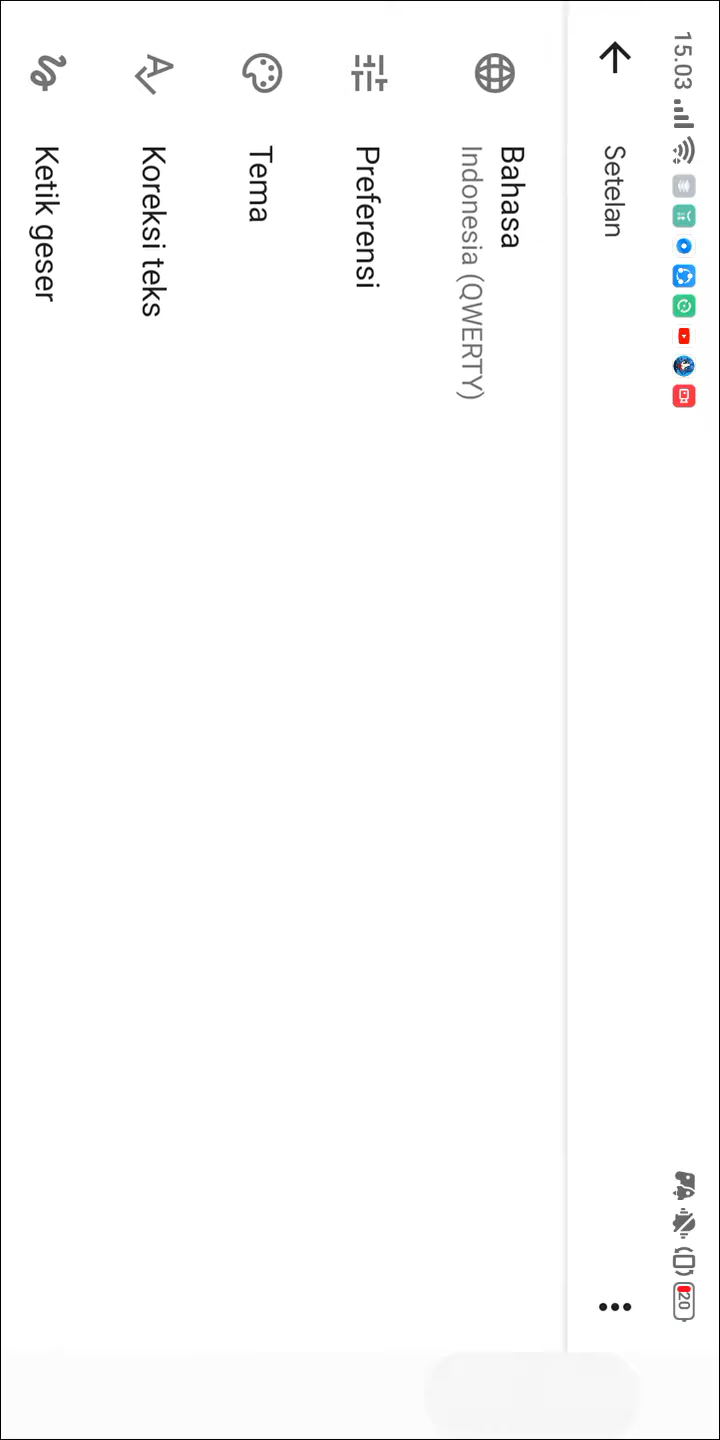 15.03
20
Setelan
Bahasa
Indonesia (QWERTY)
Preferensi
Tema
Koreksi teks
Ketik geser